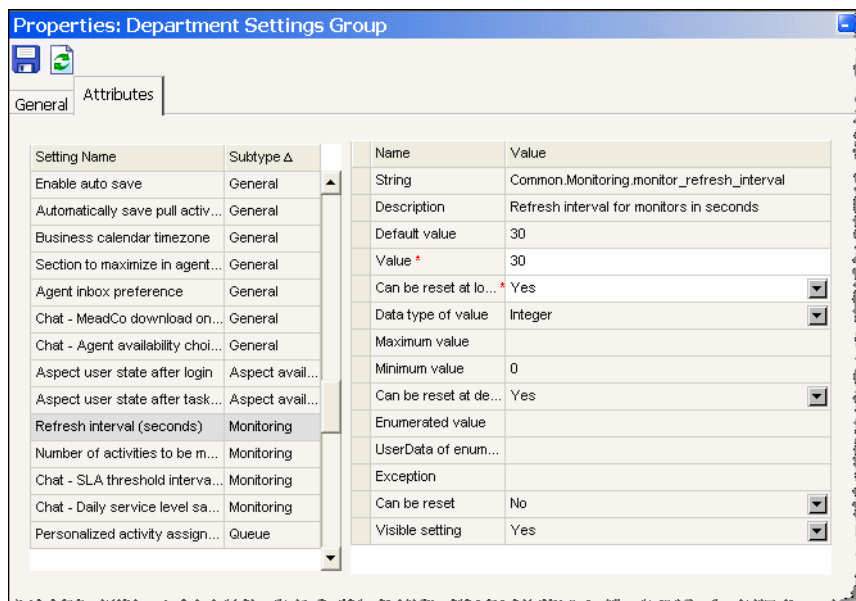 Properties: Department Settings Group
General
Attributes
Setting Name Subtype Δ
Enable auto save General
Automatically save pull activ... General
Business calendar timezone General
Section to maximize in agent... General
Agent inbox preference General
Chat - MeadCo download on... General
Chat - Agent availability choi... General
Aspect user state after login Aspect avail...
Aspect user state after task... Aspect avail...
Refresh interval (seconds) Monitoring
Number of activities to be m... Monitoring
Chat - SLA threshold interva... Monitoring
Chat - Daily service level sa... Monitoring
Personalized activity assign... Queue
Name Value
String Common.Monitoring.monitor_refresh_interval
Description Refresh interval for monitors in seconds
Default value 30
Value * 30
Can be reset at lo... * Yes
Data type of value Integer
Maximum value
Minimum value 0
Can be reset at de... Yes
Enumerated value
UserData of enum...
Exception
Can be reset No
Visible setting Yes